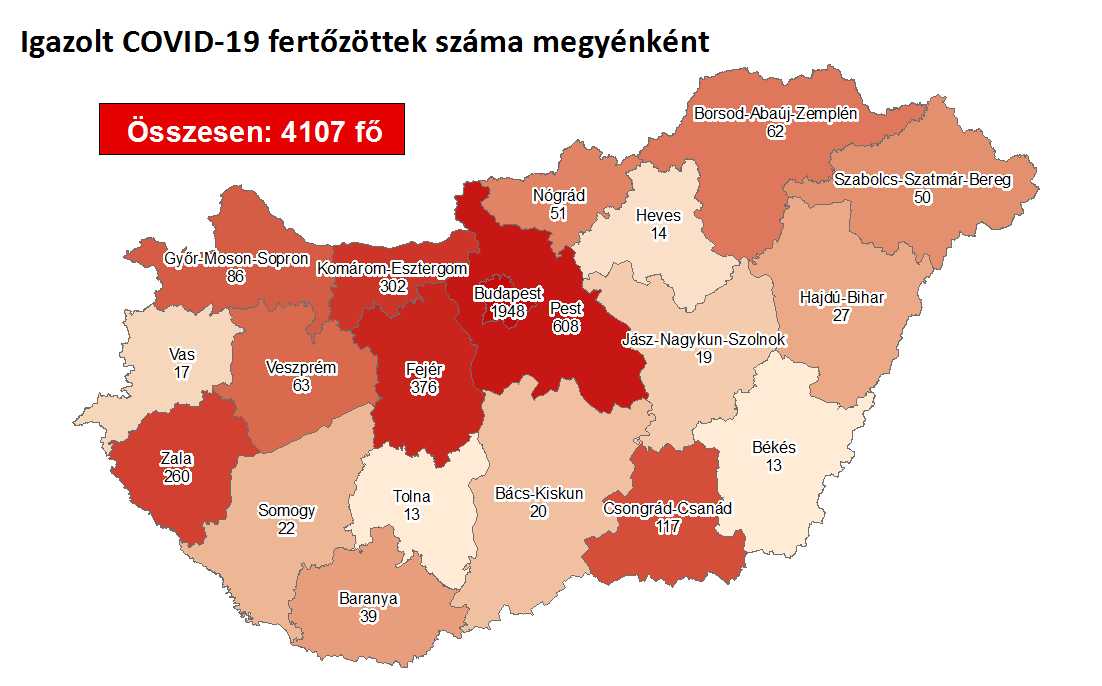 Igazolt COVID-19 fertőzöttek száma megyénként
Összesen: 4107 fő
Borsod-Abaúj-Zemplén
62
Szabolcs-Szatmár-Bereg
50
Nógrád
51
Heves
14
Győr-Moson-Sopron
86
Komárom-Esztergom
302
Budapest
1948
Pest
608
Hajdú-Bihar
27
Jász-Nagykun-Szolnok
19
Vas
17
Veszprém
63
Fejér
376
Zala
260
Békés
13
Somogy
22
Tolna
13
Bács-Kiskun
20
Csongrád-Csanád
117
Baranya
39